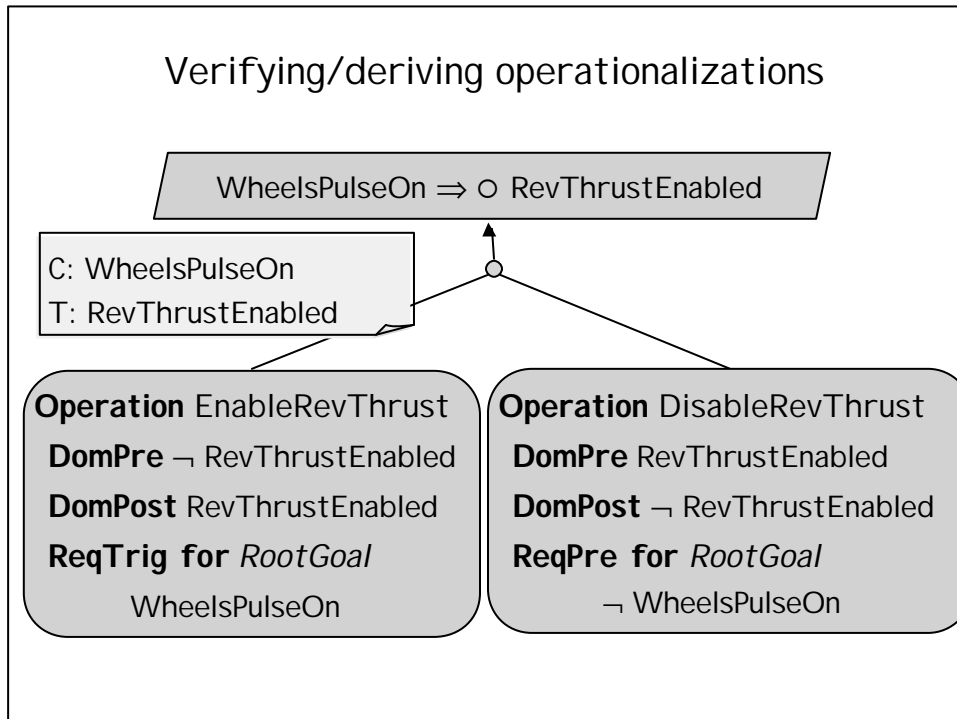 Verifying/deriving operationalizations
WheelsPulseOn ⇒ ○ RevThrustEnabled
C: WheelsPulseOn
T: RevThrustEnabled
Operation EnableRevThrust
DomPre ¬ RevThrustEnabled
DomPost RevThrustEnabled
ReqTrig for RootGoal
WheelsPulseOn
Operation DisableRevThrust
DomPre RevThrustEnabled
DomPost ¬ RevThrustEnabled
ReqPre for RootGoal
¬ WheelsPulseOn